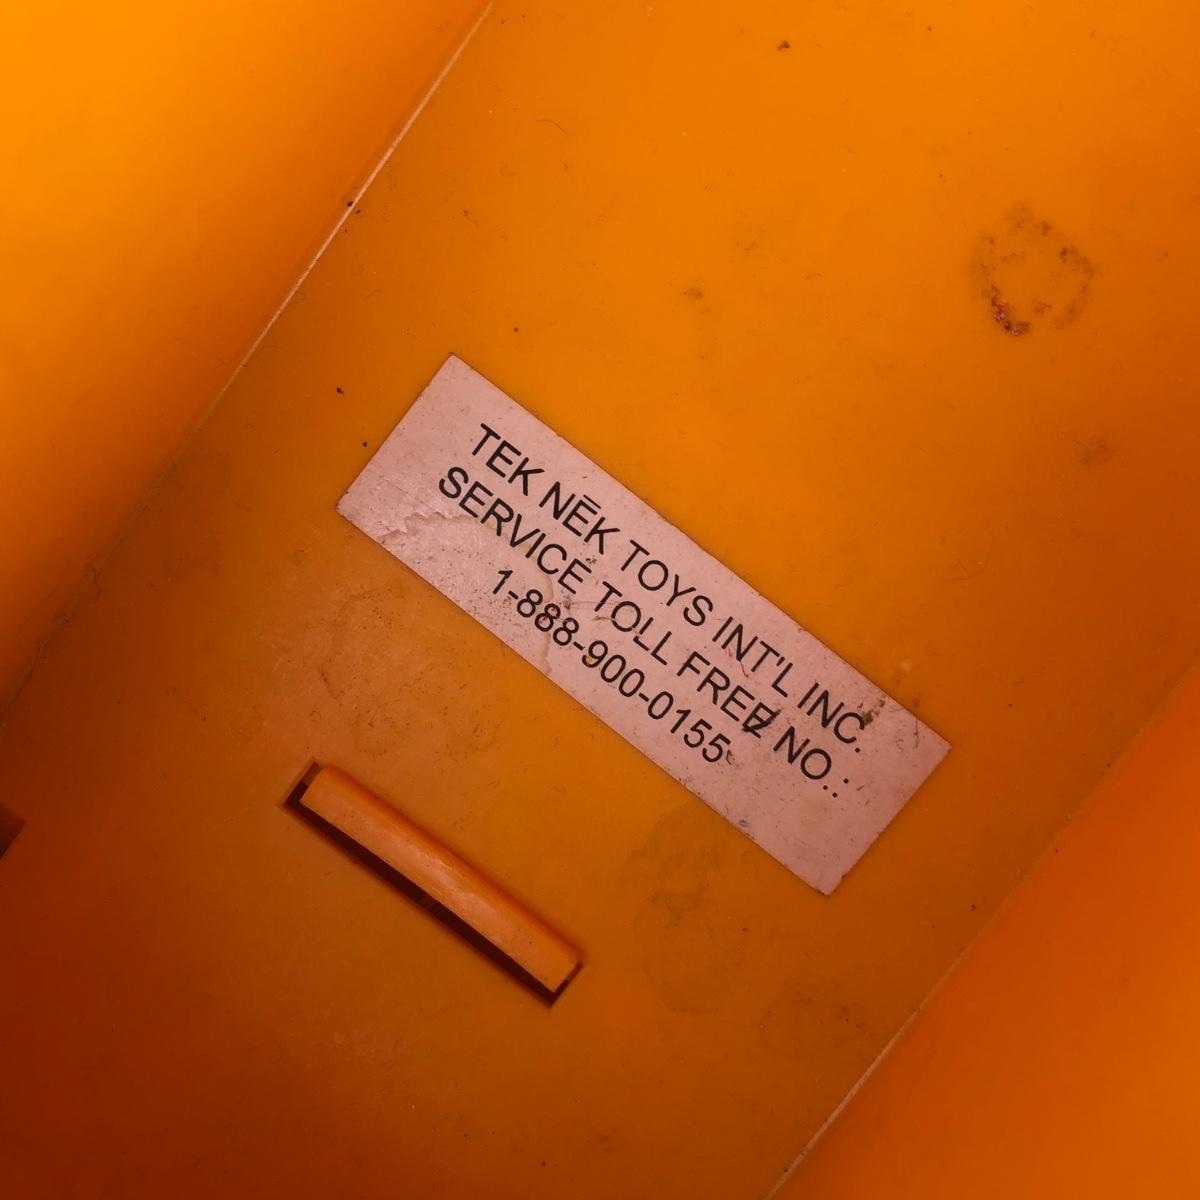 TEK NĒK TOYS INT'L INC.
SERVICE TOLL FREE NO.:
1-888-900-0155